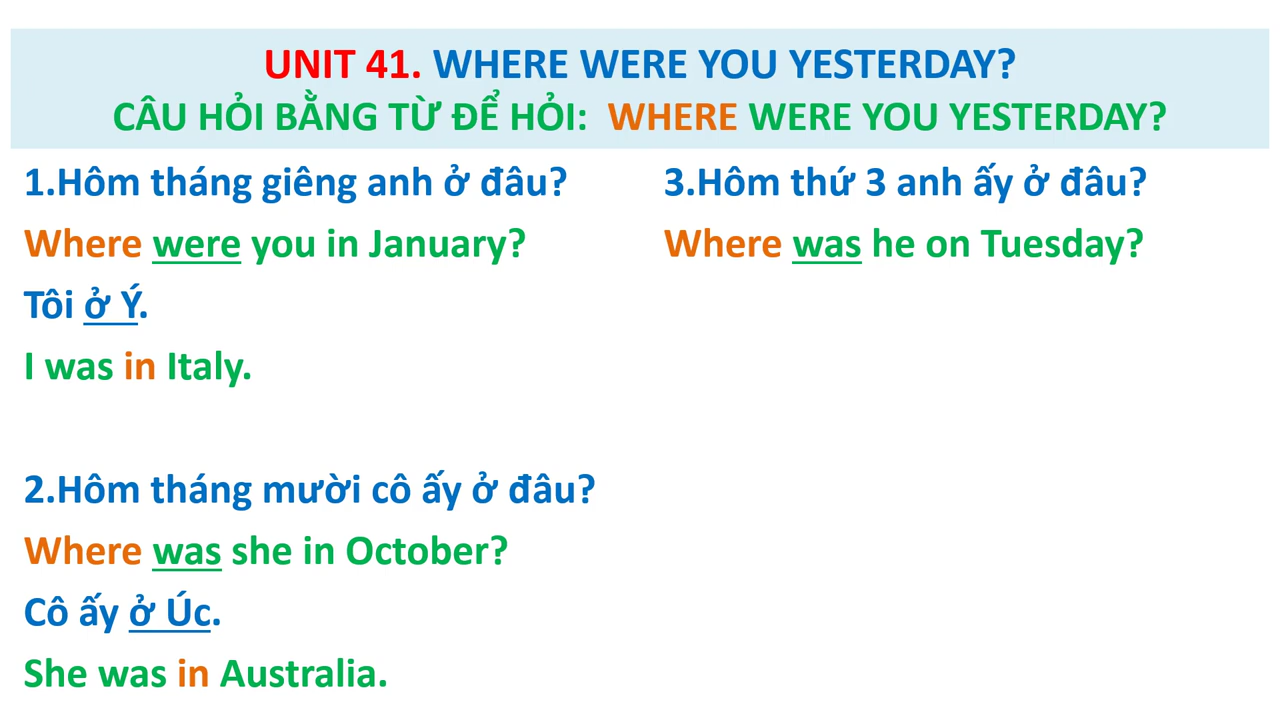 UNIT 41. WHERE WERE YOU YESTERDAY?
CÂU HỎI BẰNG TỪ ĐỂ HỎI: WHERE WERE YOU YESTERDAY?
1.Hôm tháng giêng anh ở đâu?
Where were you in January?
Tôi ở Ý.
I was in Italy.
2.Hôm tháng mười cô ấy ở đâu?
Where was she in October?
Cô ấy ở Úc.
She was in Australia.
3.Hôm thứ 3 anh ấy ở đâu?
Where was he on Tuesday?